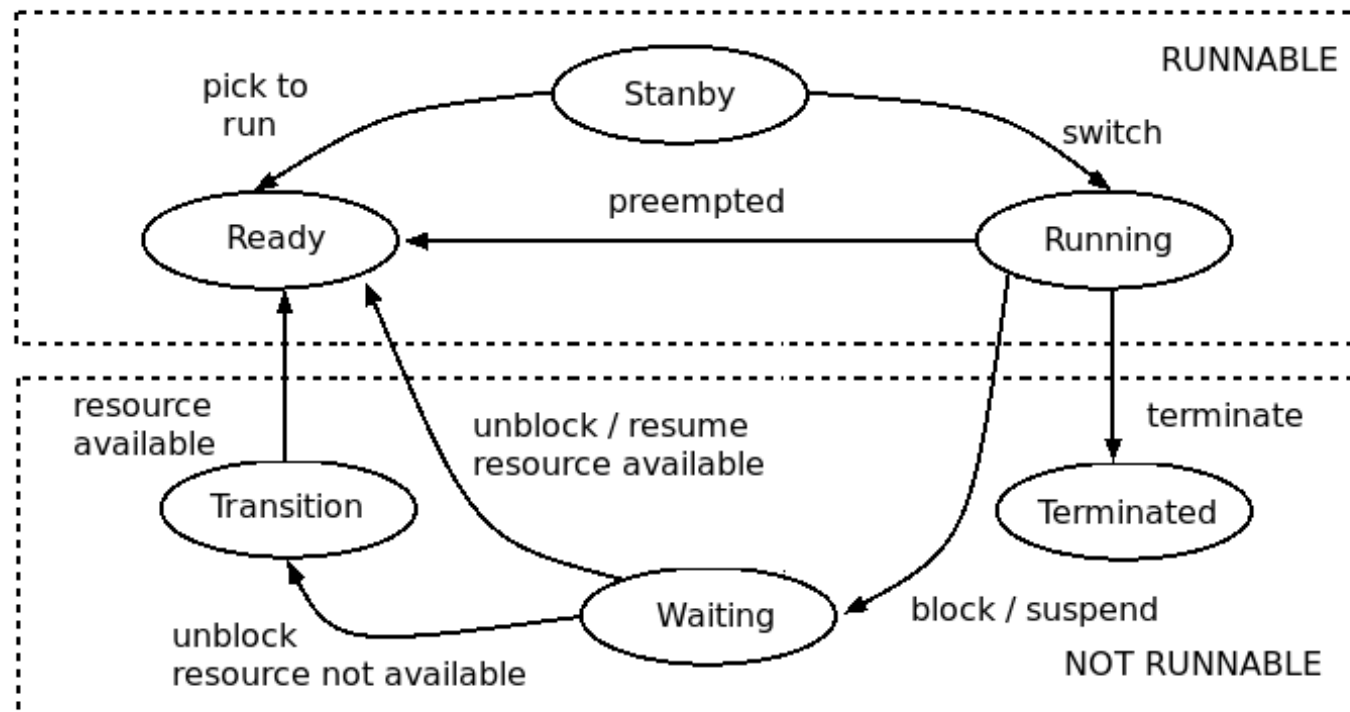 RUNNABLE
pick to
run
Stanby
switch
preempted
Ready
Running
resource
available
unblock / resume
resource available
terminate
Transition
Terminated
Waiting
block / suspend
unblock
resource not available
NOT RUNNABLE